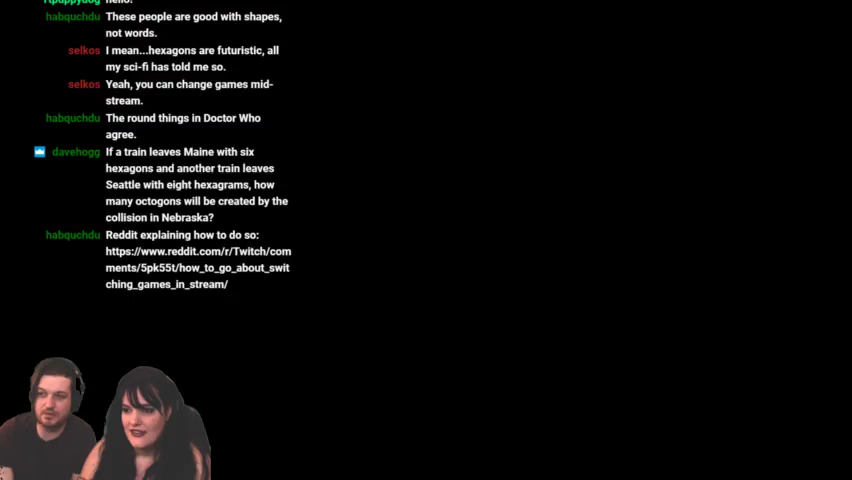 hello!
habquchdu These people are good with shapes,
not words.
selkos I mean...hexagons are futuristic, all
my sci-fi has told me so.
selkos Yeah, you can change games mid-
stream.
habquchdu The round things in Doctor Who
agree.
davehogg If a train leaves Maine with six
hexagons and another train leaves
Seattle with eight hexagrams, how
many octogons will be created by the
collision in Nebraska?
habquchdu Reddit explaining how to do so:
https://www.reddit.com/r/Twitch/com
ments/5pk55t/how_to_go_about_swit
ching_games_in_stream/